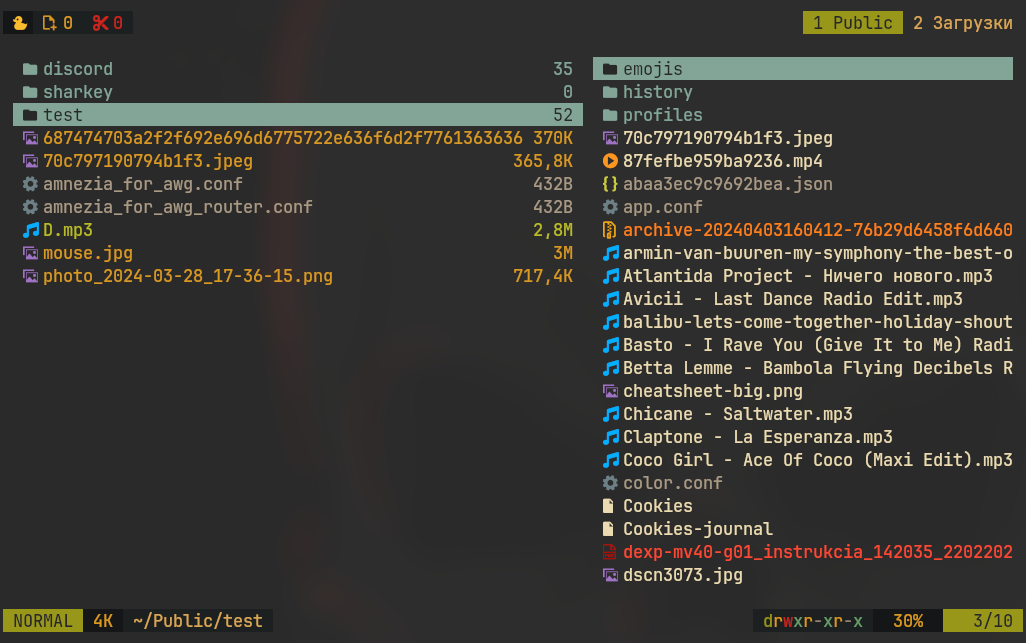 0 0 1 Public 2 Загрузки
discord 35
sharkey 0
test 52
687474703a2f2f692e696d6775722e636f6d2f7761363636 370K
70c797190794b1f3.jpeg 365,8K
amnezia_for_awg.conf 432B
amnezia_for_awg_router.conf 432B
D.mp3 2,8M
mouse.jpg 3M
photo_2024-03-28_17-36-15.png 717,4K
emojis
history
profiles
70c797190794b1f3.jpeg
87fefbe959ba9236.mp4
abaa3ec9c9692bea.json
app.conf
archive-20240403160412-76b29d6458f6d660
armin-van-buuren-my-symphony-the-best-o
Atlantida Project - Ничего нового.mp3
Avicii - Last Dance Radio Edit.mp3
balibu-lets-come-together-holiday-shout
Basto - I Rave You (Give It to Me) Radi
Betta Lemme - Bambola Flying Decibels R
cheatsheet-big.png
Chicane - Saltwater.mp3
Claptone - La Esperanza.mp3
Coco Girl - Ace Of Coco (Maxi Edit).mp3
color.conf
Cookies
Cookies-journal
dexp-mv40-g01_instrukcia_142035_2202202
dscn3073.jpg
NORMAL 4K ~/Public/test drwxr-xr-x 30% 3/10